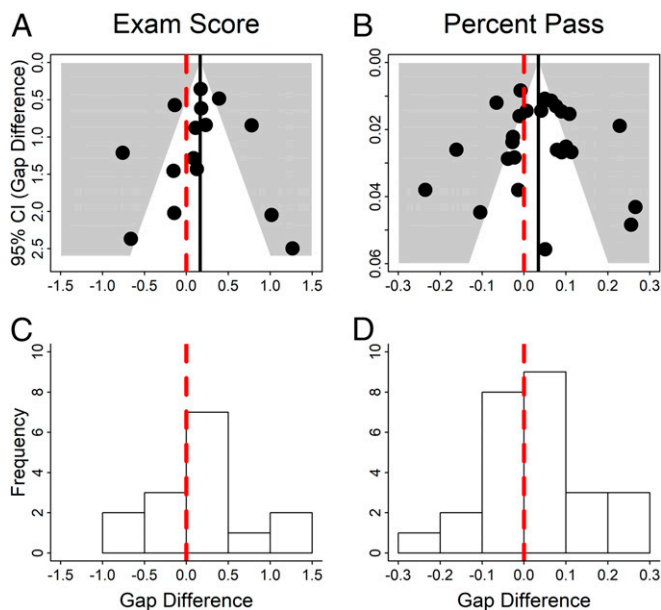 A Exam Score
B Percent Pass
95% CI (Gap Difference)
0.0
0.5
1.0
1.5
2.0
2.5
-1.5 -1.0 -0.5 0.0 0.5 1.0 1.5
0.00
0.02
0.04
0.06
-0.3 -0.2 -0.1 0.0 0.1 0.2 0.3
C
D
Frequency
10
8
6
4
2
0
-1.5 -1.0 -0.5 0.0 0.5 1.0 1.5
Gap Difference
10
8
6
4
2
0
-0.3 -0.2 -0.1 0.0 0.1 0.2 0.3
Gap Difference